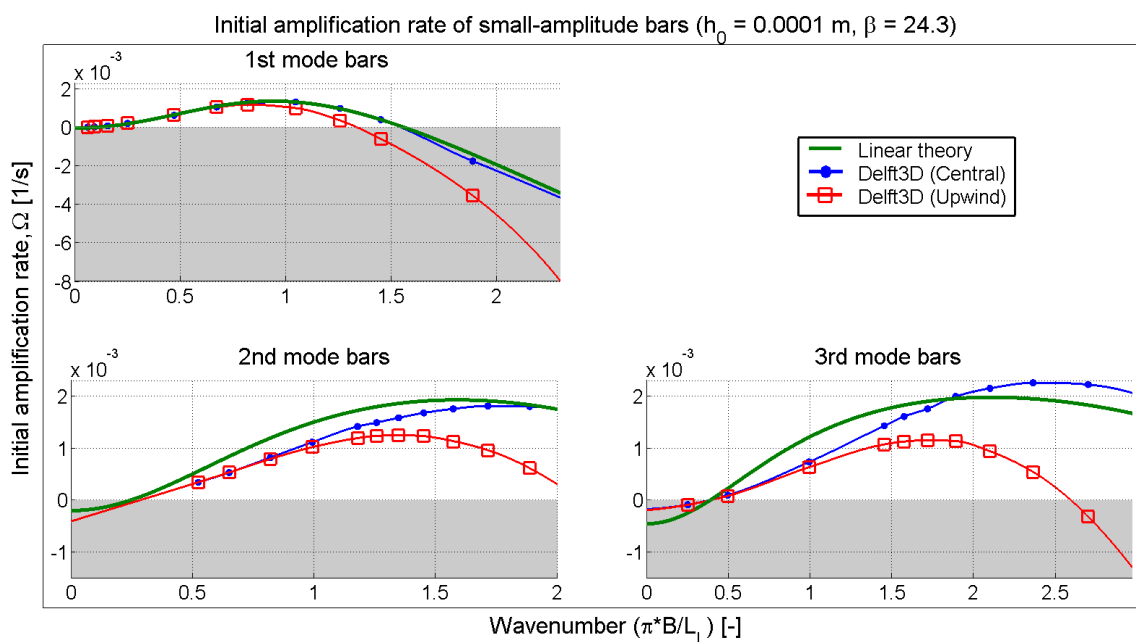 Initial amplification rate of small-amplitude bars (h₀ = 0.0001 m, β = 24.3)
1st mode bars
x 10⁻³
2
0
-2
-4
-6
-8
0 0.5 1 1.5 2
Linear theory
Delft3D (Central)
Delft3D (Upwind)
Initial amplification rate, Ω [1/s]
2nd mode bars
x 10⁻³
2
1
0
-1
0 0.5 1 1.5 2
3rd mode bars
x 10⁻³
2
1
0
-1
0 0.5 1 1.5 2 2.5
Wavenumber (π*B/L_l) [-]